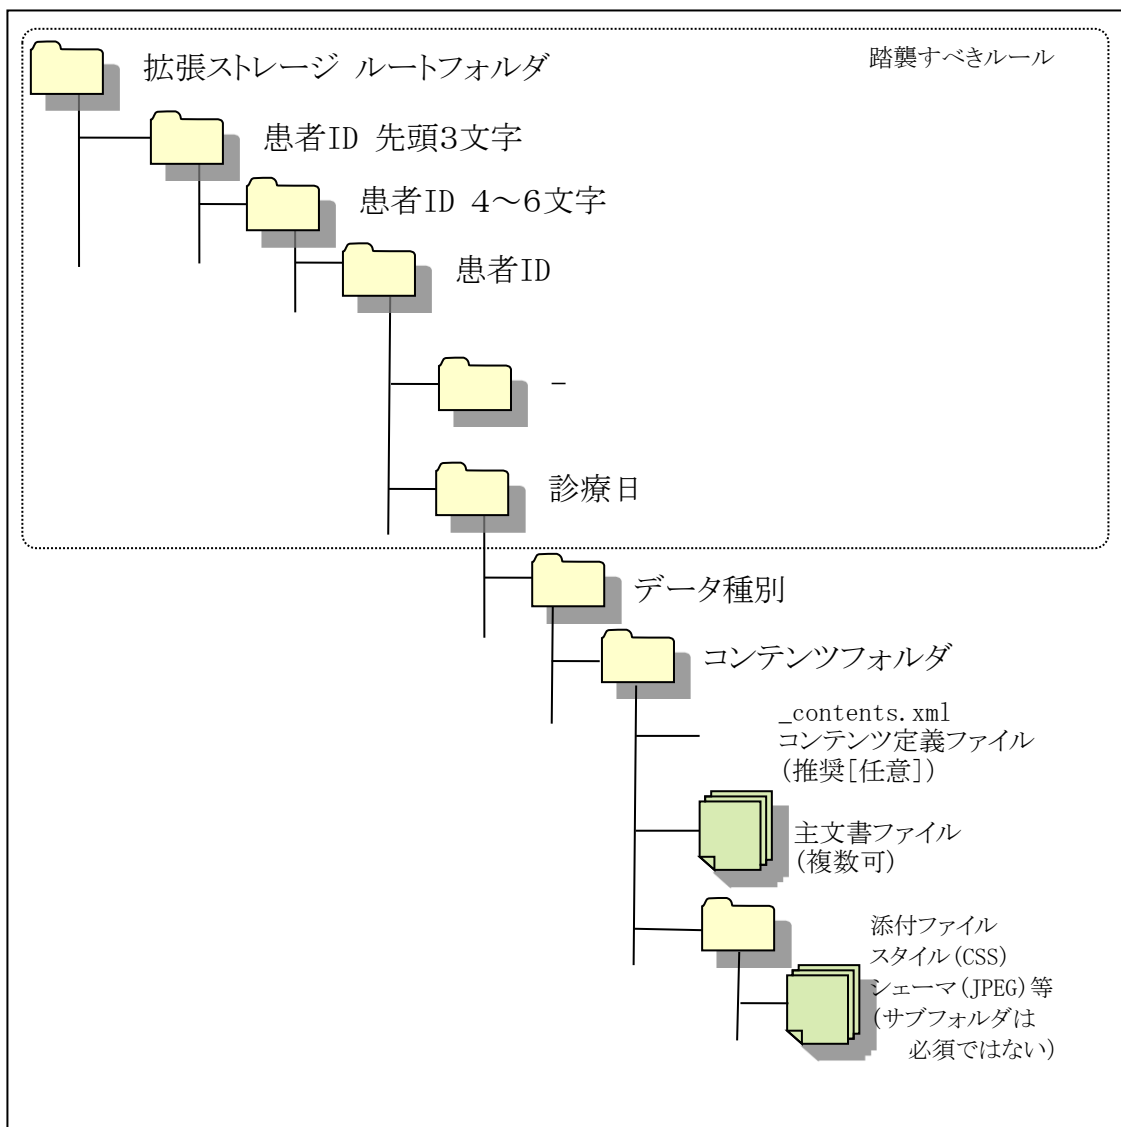 踏襲すべきルール
拡張ストレージ ルートフォルダ
患者ID 先頭3文字
患者ID 4～6文字
患者ID
-
診療日
データ種別
コンテンツフォルダ
_contents.xml
コンテンツ定義ファイル
(推奨[任意])
主文書ファイル
(複数可)
添付ファイル
スタイル(CSS)
シェーマ(JPEG)等
(サブフォルダは
必須ではない)